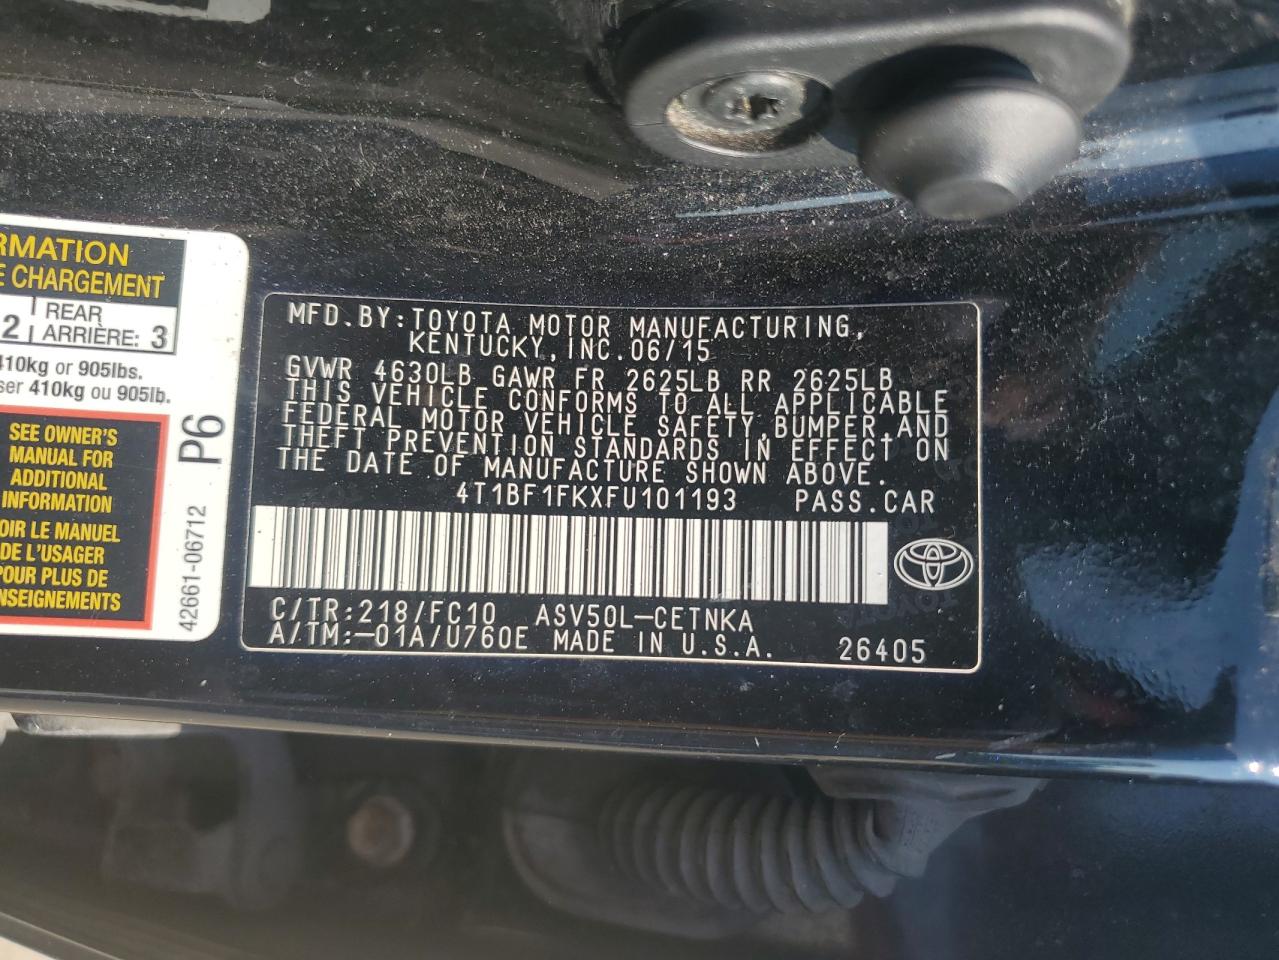 RMATION
E CHARGEMENT
2 REAR
ARRIÈRE: 3
410kg or 905lbs.
ser 410kg ou 905lb.
SEE OWNER'S
MANUAL FOR
ADDITIONAL
INFORMATION
OIR LE MANUEL
DE L'USAGER
POUR PLUS DE
NSEIGNEMENTS
P6
42661-06712
MFD.BY:TOYOTA MOTOR MANUFACTURING,
KENTUCKY,INC.06/15
GVWR 4630LB GAWR FR 2625LB RR 2625LB
THIS VEHICLE CONFORMS TO ALL APPLICABLE
FEDERAL MOTOR VEHICLE SAFETY,BUMPER,AND
THEFT PREVENTION STANDARDS IN EFFECT ON
THE DATE OF MANUFACTURE SHOWN ABOVE.
4T1BF1FKXFU101193 PASS.CAR
C/TR:218/FC10 ASV50L-CETNKA
A/TM:-01A/U760E MADE IN U.S.A. 26405